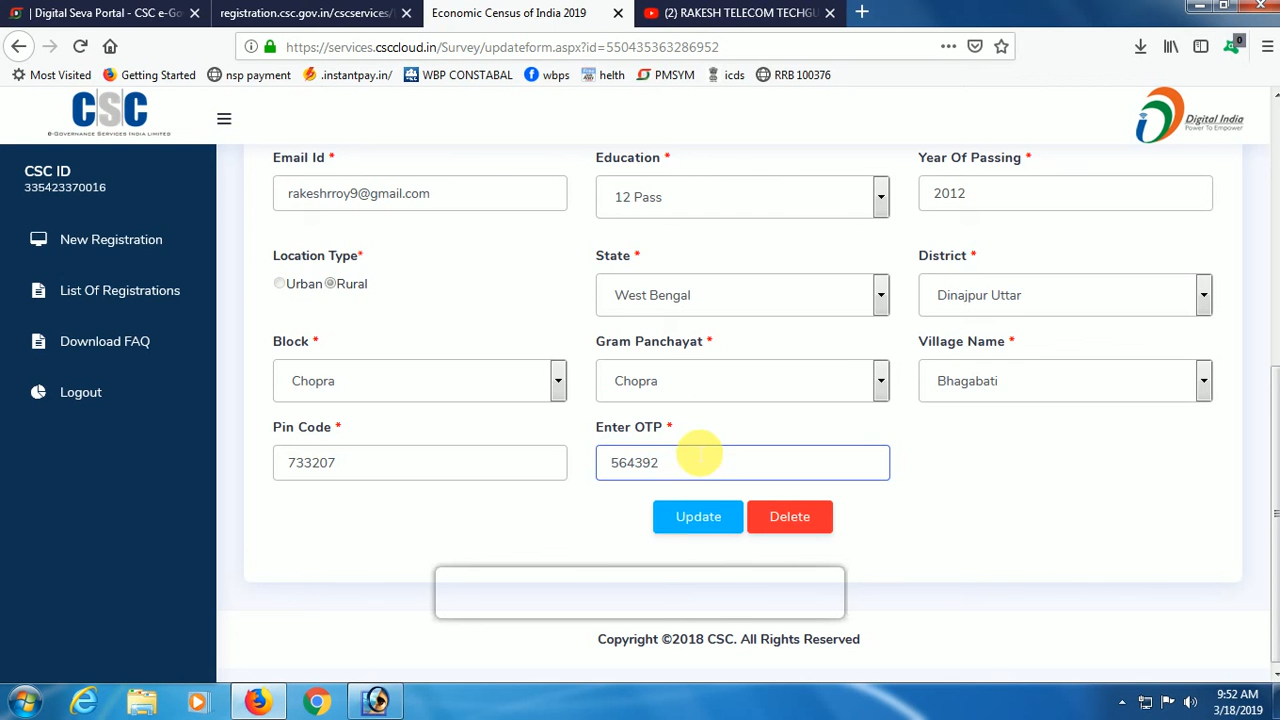 | Digital Seva Portal - CSC e-Go
registration.csc.gov.in/cscservices/
Economic Census of India 2019
(2) RAKESH TELECOM TECHGU
https://services.csccloud.in/Survey/updateform.aspx?id=550435363286952
0
Most Visited
Getting Started
nsp payment
.instantpay.in/
WBP CONSTABAL
wbps
helth
PMSYM
icds
RRB 100376
CSC
e-GOVERNANCE SERVICES INDIA LIMITED
Digital India
Power To Empower
CSC ID
335423370016
New Registration
List Of Registrations
Download FAQ
Logout
Email Id *
Education *
Year Of Passing *
rakeshrroy9@gmail.com
12 Pass
2012
Location Type*
State *
District *
Urban Rural
West Bengal
Dinajpur Uttar
Block *
Gram Panchayat *
Village Name *
Chopra
Chopra
Bhagabati
Pin Code *
Enter OTP *
733207
564392
Update
Delete
Copyright ©2018 CSC. All Rights Reserved
9:52 AM
3/18/2019